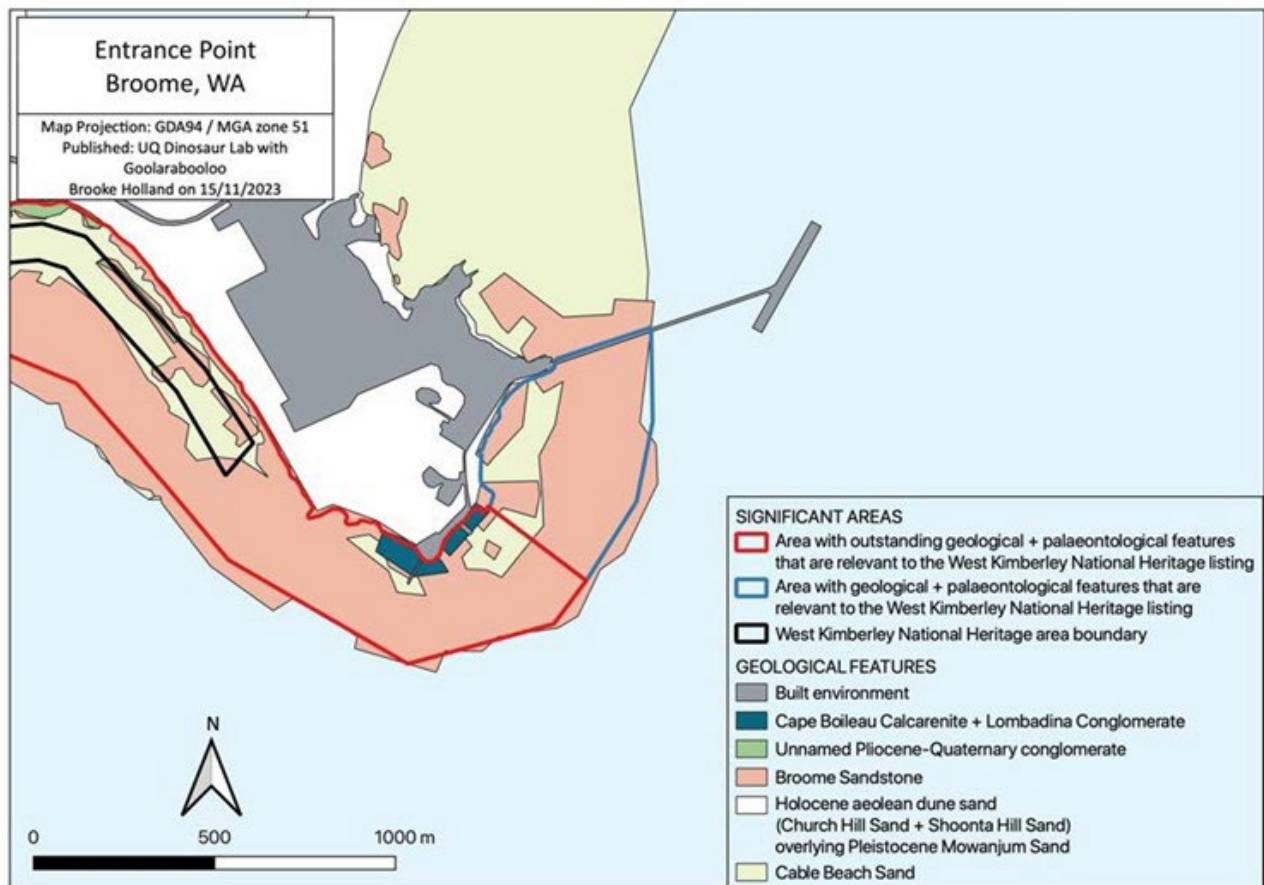 Entrance Point
Broome, WA
Map Projection: GDA94 / MGA zone 51
Published: UQ Dinosaur Lab with
Goolarabooloo
Brooke Holland on 15/11/2023
SIGNIFICANT AREAS
Area with outstanding geological + palaeontological features
that are relevant to the West Kimberley National Heritage listing
Area with geological + palaeontological features that are
relevant to the West Kimberley National Heritage listing
West Kimberley National Heritage area boundary
GEOLOGICAL FEATURES
Built environment
Cape Boileau Calcarenite + Lombadina Conglomerate
Unnamed Pliocene-Quaternary conglomerate
Broome Sandstone
Holocene aeolean dune sand
(Church Hill Sand + Shoonta Hill Sand)
overlying Pleistocene Mowanjum Sand
Cable Beach Sand
N
0 500 1000 m